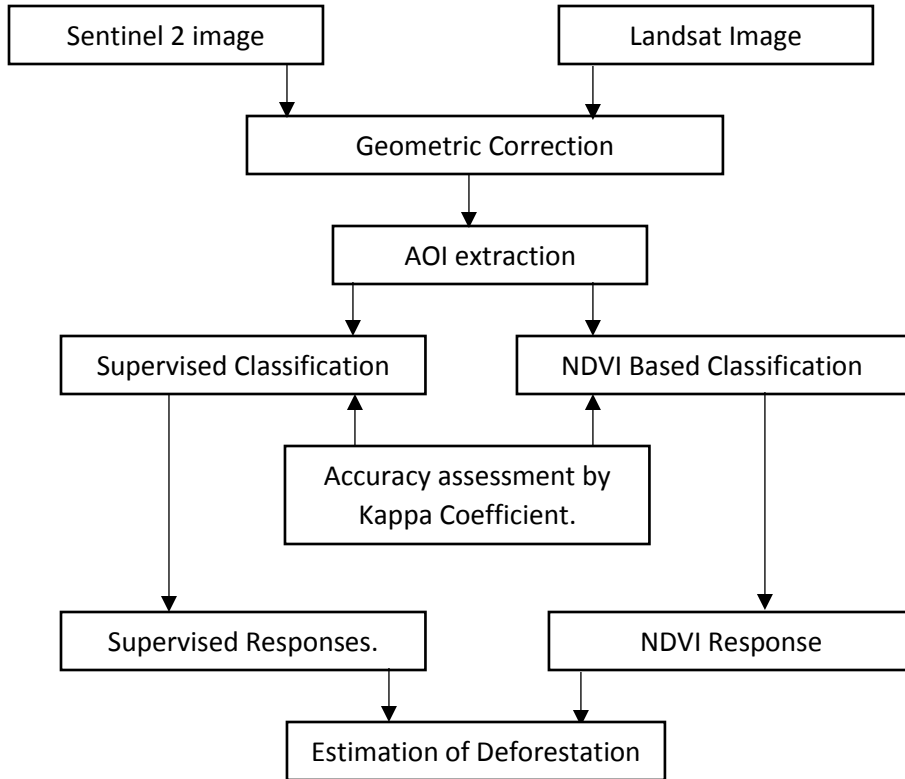 Sentinel 2 image
Landsat Image
Geometric Correction
AOI extraction
Supervised Classification
NDVI Based Classification
Accuracy assessment by
Kappa Coefficient.
Supervised Responses.
NDVI Response
Estimation of Deforestation